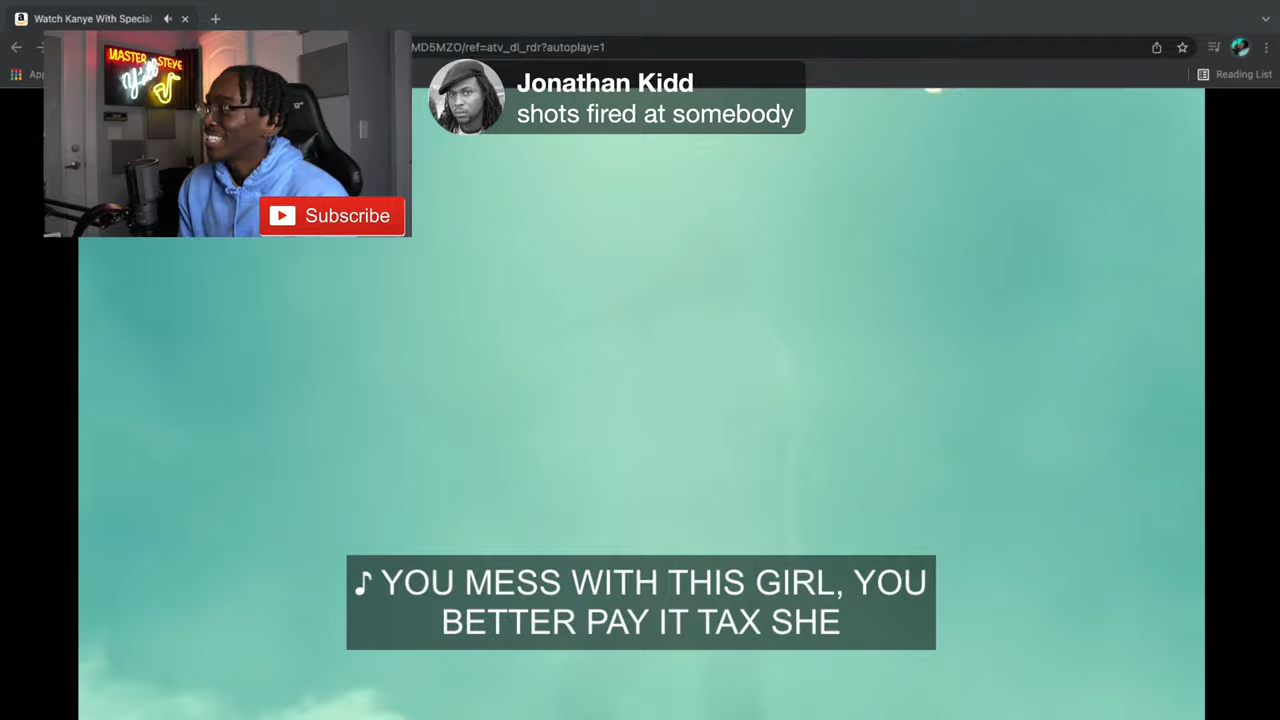 Watch Kanye With Special
MD5MZO/ref=atv_dl_rdr?autoplay=1
Reading List
MASTER STEVE
Y'all
Jonathan Kidd
shots fired at somebody
Subscribe
♪ YOU MESS WITH THIS GIRL, YOU
BETTER PAY IT TAX SHE